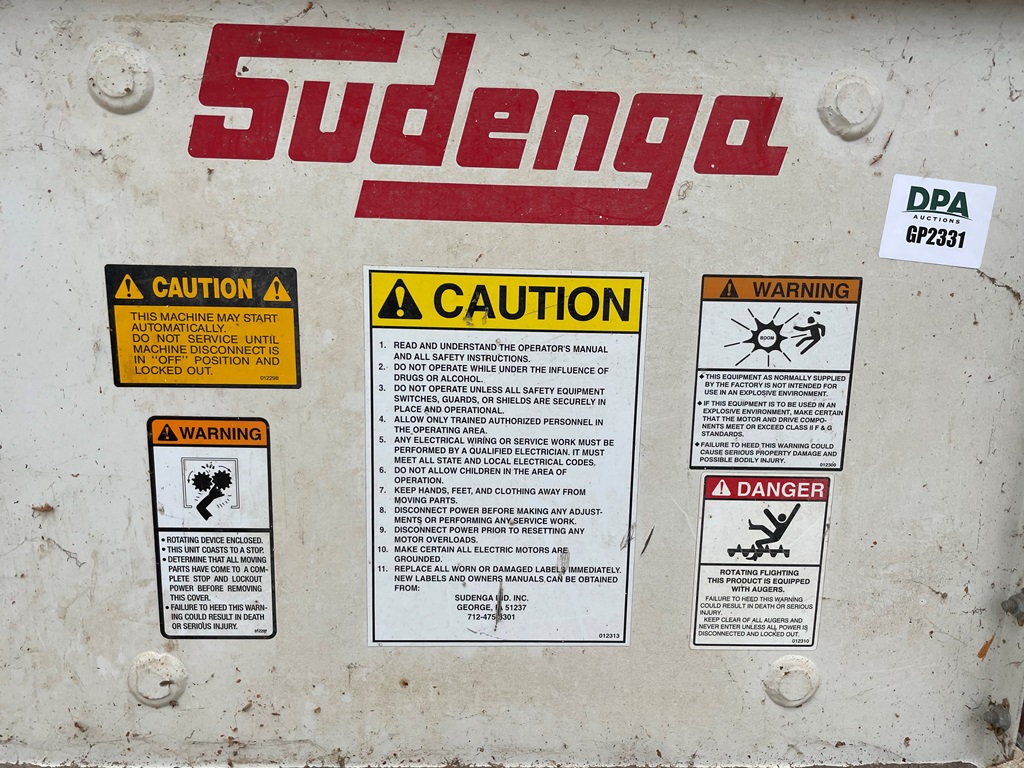 Sudenga
DPA
AUCTIONS
GP2331
CAUTION
THIS MACHINE MAY START
AUTOMATICALLY.
DO NOT SERVICE UNTIL
MACHINE DISCONNECT IS
IN "OFF" POSITION AND
LOCKED OUT.
012298
WARNING
• ROTATING DEVICE ENCLOSED.
• THIS UNIT COASTS TO A STOP.
• DETERMINE THAT ALL MOVING
PARTS HAVE COME TO A COM-
PLETE STOP AND LOCKOUT
POWER BEFORE REMOVING
THIS COVER.
• FAILURE TO HEED THIS WARN-
ING COULD RESULT IN DEATH
OR SERIOUS INJURY.
CAUTION
1. READ AND UNDERSTAND THE OPERATOR'S MANUAL
AND ALL SAFETY INSTRUCTIONS.
2. DO NOT OPERATE WHILE UNDER THE INFLUENCE OF
DRUGS OR ALCOHOL.
3. DO NOT OPERATE UNLESS ALL SAFETY EQUIPMENT
SWITCHES, GUARDS, OR SHIELDS ARE SECURELY IN
PLACE AND OPERATIONAL.
4. ALLOW ONLY TRAINED AUTHORIZED PERSONNEL IN
THE OPERATING AREA.
5. ANY ELECTRICAL WIRING OR SERVICE WORK MUST BE
PERFORMED BY A QUALIFIED ELECTRICIAN. IT MUST
MEET ALL STATE AND LOCAL ELECTRICAL CODES.
6. DO NOT ALLOW CHILDREN IN THE AREA OF
OPERATION.
7. KEEP HANDS, FEET, AND CLOTHING AWAY FROM
MOVING PARTS.
8. DISCONNECT POWER BEFORE MAKING ANY ADJUST-
MENTS OR PERFORMING ANY SERVICE WORK.
9. DISCONNECT POWER PRIOR TO RESETTING ANY
MOTOR OVERLOADS.
10. MAKE CERTAIN ALL ELECTRIC MOTORS ARE
GROUNDED.
11. REPLACE ALL WORN OR DAMAGED LABELS IMMEDIATELY.
NEW LABELS AND OWNERS MANUALS CAN BE OBTAINED
FROM:
SUDENGA IND. INC.
GEORGE, IA 51237
012313
WARNING
BOOM
◆ THIS EQUIPMENT AS NORMALLY SUPPLIED
BY THE FACTORY IS NOT INTENDED FOR
USE IN AN EXPLOSIVE ENVIRONMENT.
◆ IF THIS EQUIPMENT IS TO BE USED IN AN
EXPLOSIVE ENVIRONMENT, MAKE CERTAIN
THAT THE MOTOR AND DRIVE COMPO-
NENTS MEET OR EXCEED CLASS II F & G
STANDARDS.
◆ FAILURE TO HEED THIS WARNING COULD
CAUSE SERIOUS PROPERTY DAMAGE AND
POSSIBLE BODILY INJURY.
012300
DANGER
ROTATING FLIGHTING
THIS PRODUCT IS EQUIPPED
WITH AUGERS.
FAILURE TO HEED THIS WARNING
COULD RESULT IN DEATH OR SERIOUS
INJURY.
KEEP CLEAR OF ALL AUGERS AND
NEVER ENTER UNLESS ALL POWER IS
DISCONNECTED AND LOCKED OUT.
012310